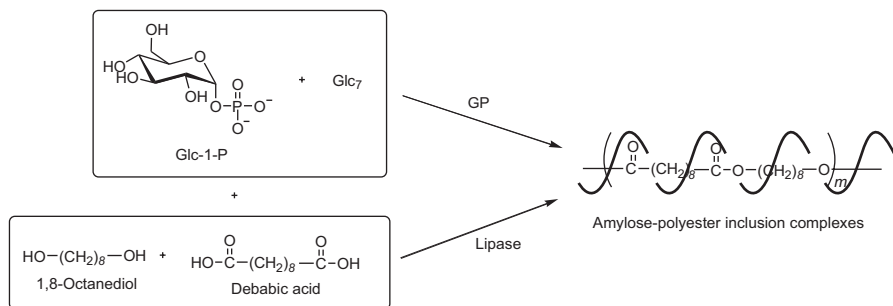 OH
O
HO
HO
OH
O
O–P–O⁻
O⁻
+ Glc7
Glc-1-P
GP
+
HO–(CH2)8–OH
1,8-Octanediol
+
O O
HO–C–(CH2)8–C–OH
Debabic acid
Lipase
O O
C–(CH2)8–C–O–(CH2)8–O
m
Amylose-polyester inclusion complexes